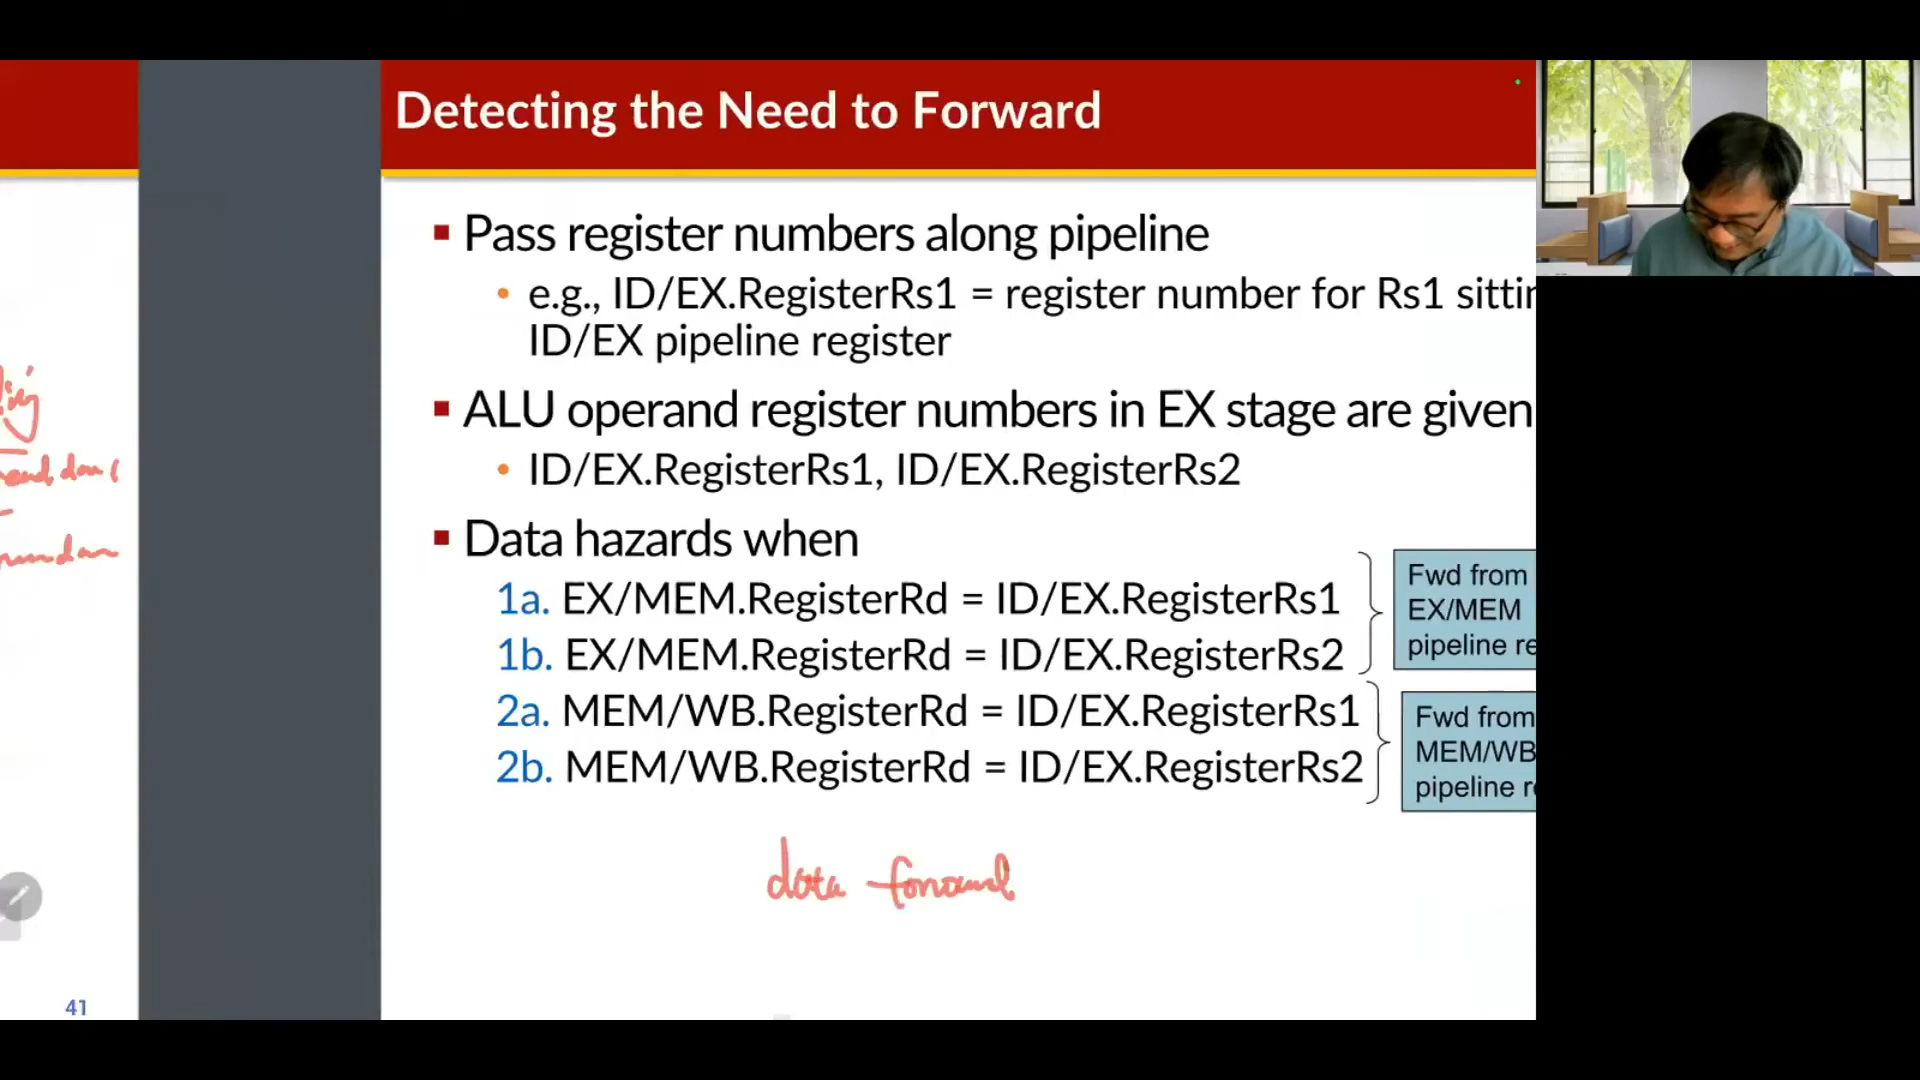 Detecting the Need to Forward
Pass register numbers along pipeline
e.g., ID/EX.RegisterRs1 = register number for Rs1
ID/EX pipeline register
ALU operand register numbers in EX stage are given
ID/EX.RegisterRs1, ID/EX.RegisterRs2
Data hazards when
1a. EX/MEM.RegisterRd = ID/EX.RegisterRs1
1b. EX/MEM.RegisterRd = ID/EX.RegisterRs2
2a. MEM/WB.RegisterRd = ID/EX.RegisterRs1
2b. MEM/WB.RegisterRd = ID/EX.RegisterRs2
Fwd from
EX/MEM
pipeline re
Fwd from
MEM/WB
pipeline
data forward
41